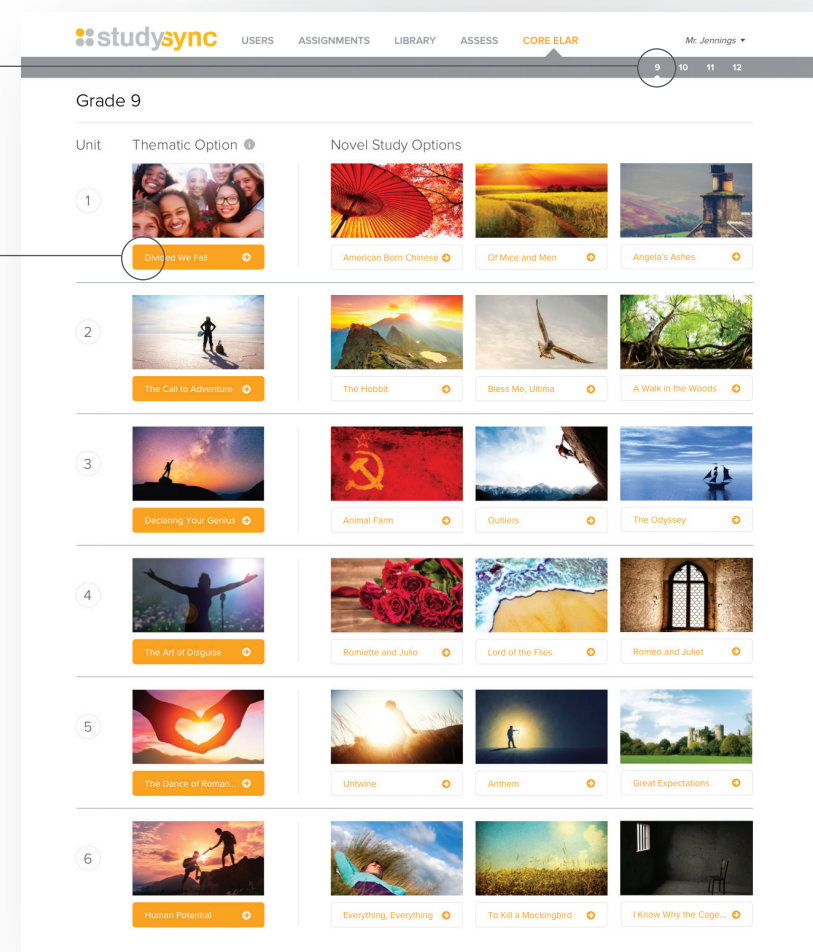 studysync
USERS ASSIGNMENTS LIBRARY ASSESS CORE ELAR Mr. Jennings
9 10 11 12
Grade 9
Unit Thematic Option i Novel Study Options
1
Divided We Fall American Born Chinese Of Mice and Men Angela's Ashes
2
The Call to Adventure The Hobbit Bless Me, Ultima A Walk in the Woods
3
Declaring Your Genius Animal Farm Outliers The Odyssey
4
The Art of Disguise Romiette and Julio Lord of the Flies Romeo and Juliet
5
The Dance of Roman... Untwine Anthem Great Expectations
6
Human Potential Everything, Everything To Kill a Mockingbird I Know Why the Cage...